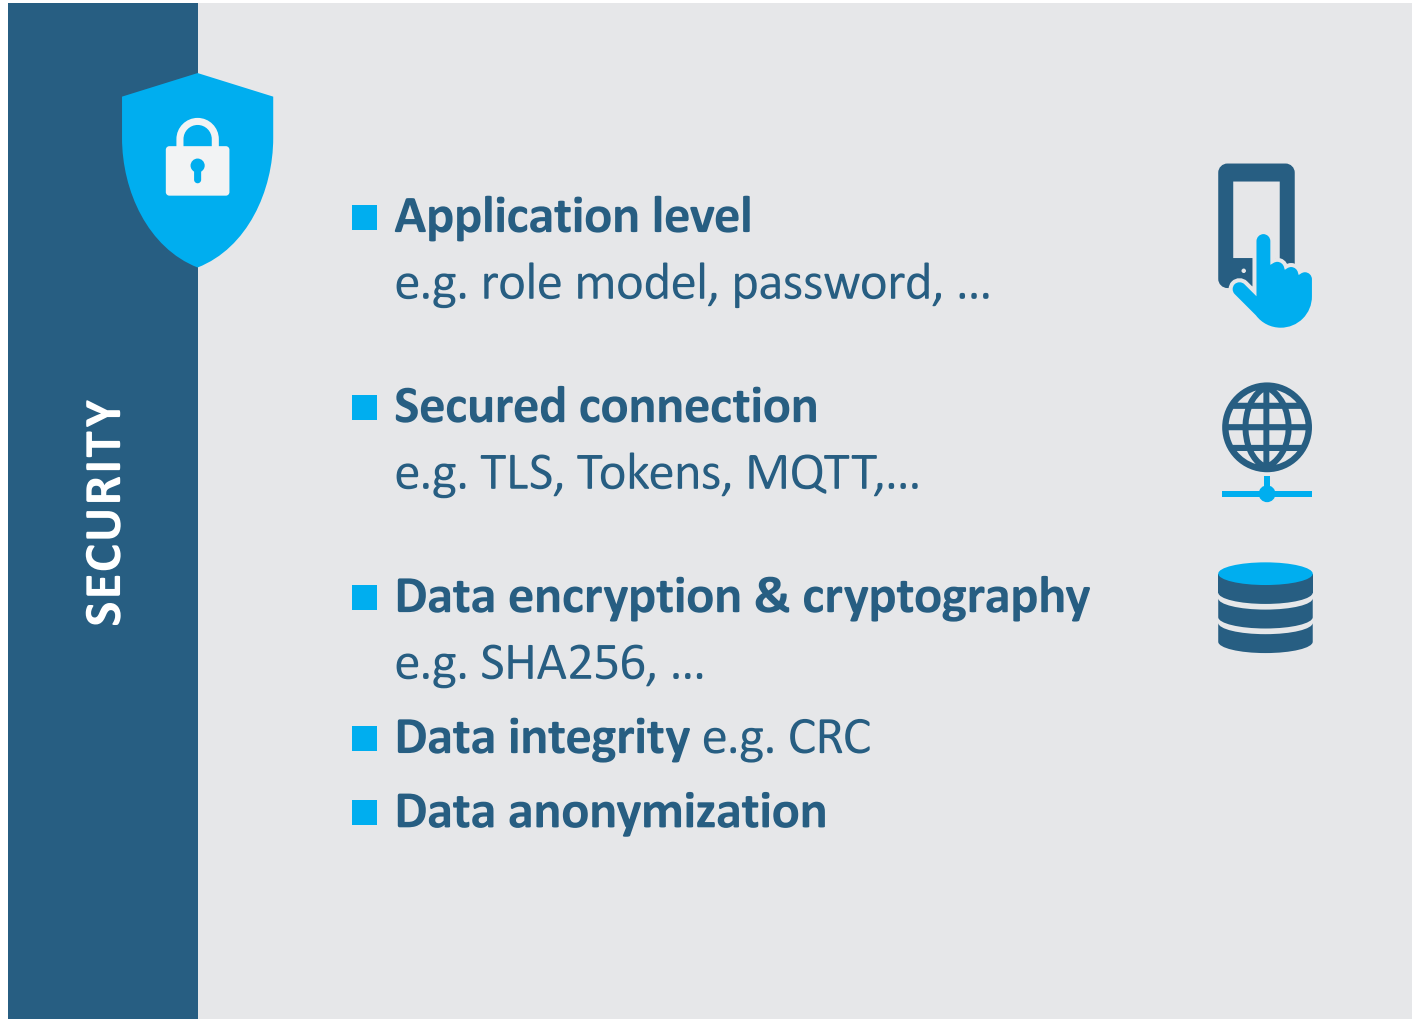 SECURITY
Application level
e.g. role model, password, ...
Secured connection
e.g. TLS, Tokens, MQTT,...
Data encryption & cryptography
e.g. SHA256, ...
Data integrity e.g. CRC
Data anonymization